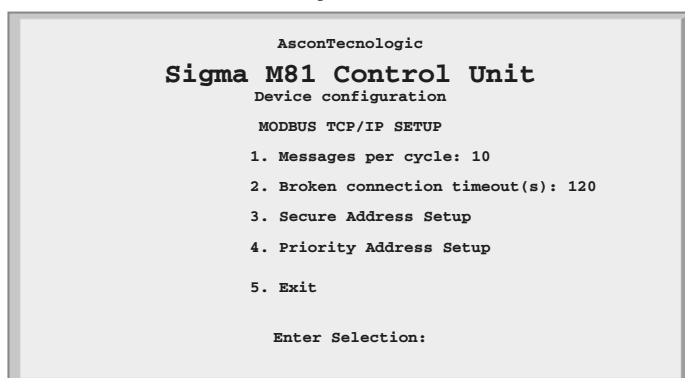 AsconTecnologic
Sigma M81 Control Unit
Device configuration
MODBUS TCP/IP SETUP
1. Messages per cycle: 10
2. Broken connection timeout(s): 120
3. Secure Address Setup
4. Priority Address Setup
5. Exit
Enter Selection: